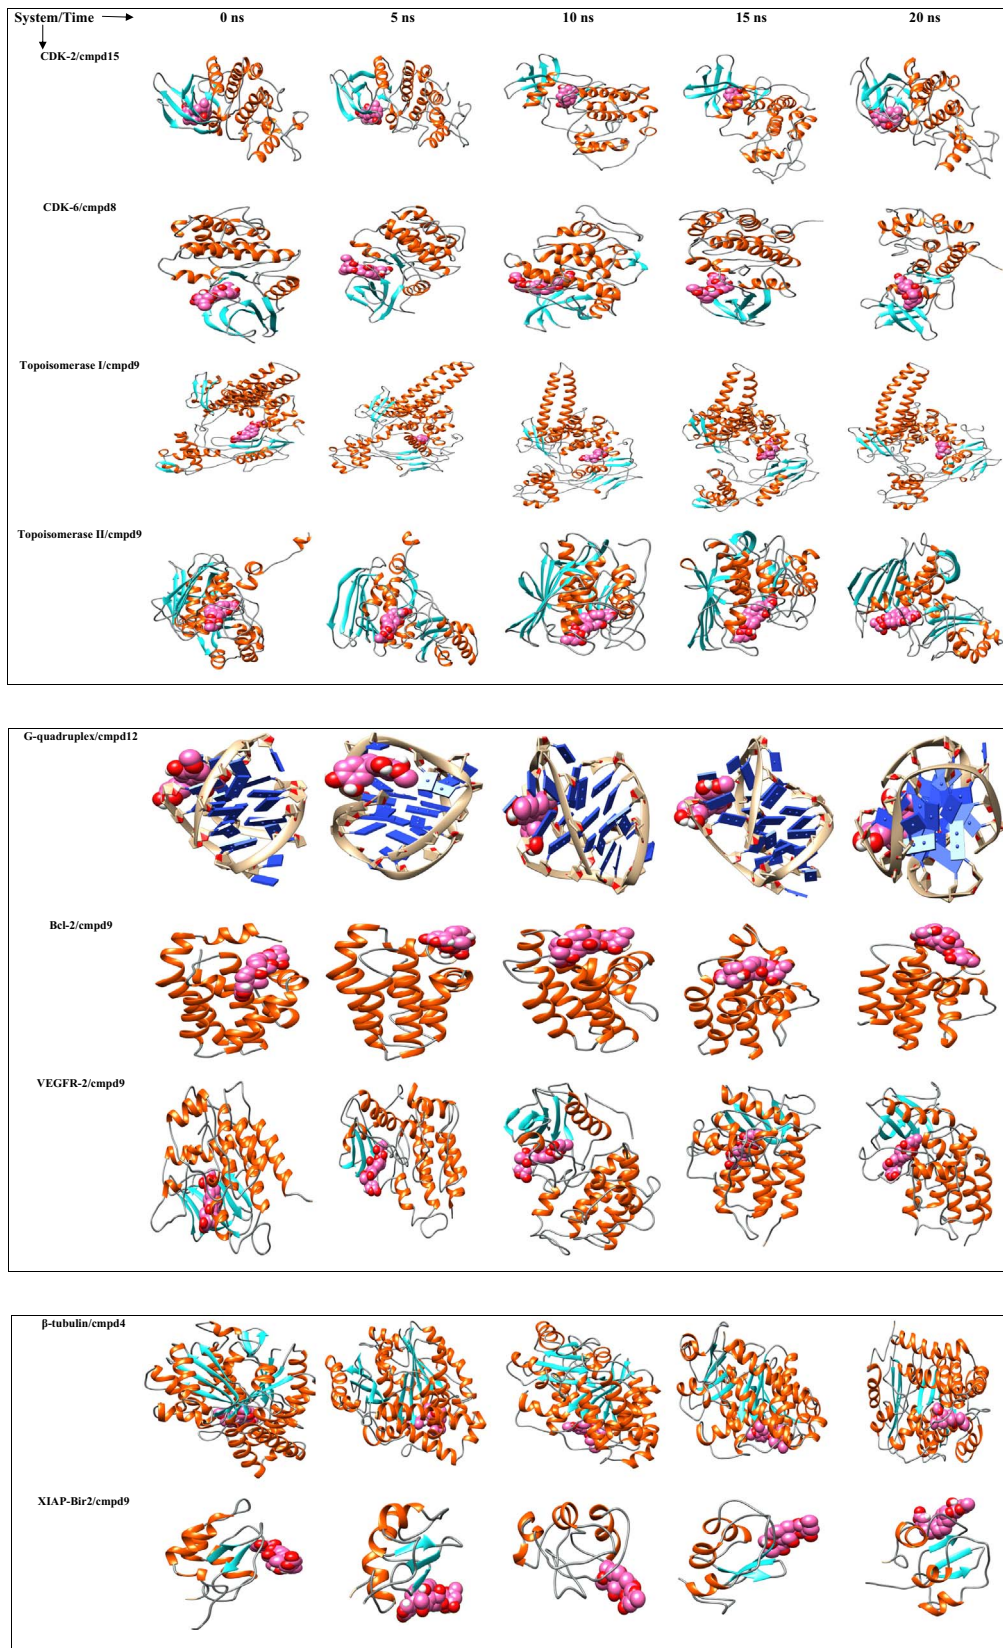 System/Time 0 ns 5 ns 10 ns 15 ns 20 ns
CDK-2/cmpd15
CDK-6/cmpd8
Topoisomerase I/cmpd9
Topoisomerase II/cmpd9
G-quadruplex/cmpd12
Bcl-2/cmpd9
VEGFR-2/cmpd9
β-tubulin/cmpd4
XIAP-Bir2/cmpd9